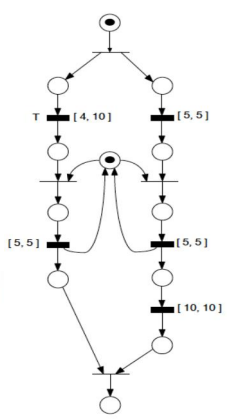 T [ 4, 10 ] [ 5, 5 ]
[ 5, 5 ] [ 5, 5 ]
[ 10, 10 ]